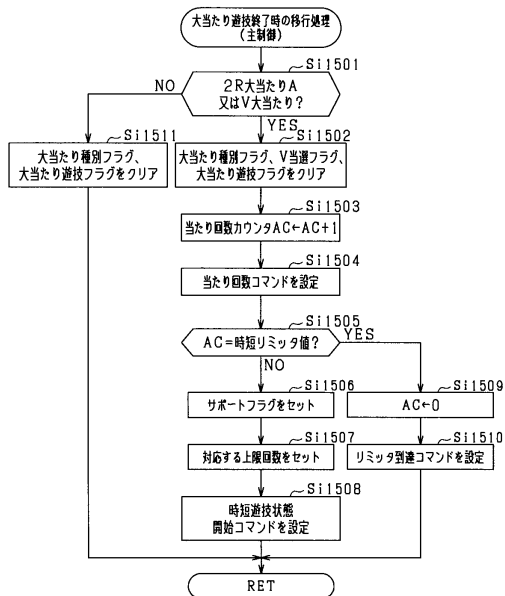 大当たり遊技終了時の移行処理
（主制御）
Si1501
2R大当たりA
又はV大当たり？
NO
YES
Si1511
大当たり種別フラグ、
大当たり遊技フラグをクリア
Si1502
大当たり種別フラグ、V当選フラグ、
大当たり遊技フラグをクリア
Si1503
当たり回数カウンタAC←AC+1
Si1504
当たり回数コマンドを設定
Si1505
AC=時短リミッタ値？
YES
NO
Si1506
サポートフラグをセット
Si1509
AC←0
Si1507
対応する上限回数をセット
Si1510
リミッタ到達コマンドを設定
Si1508
時短遊技状態
開始コマンドを設定
RET